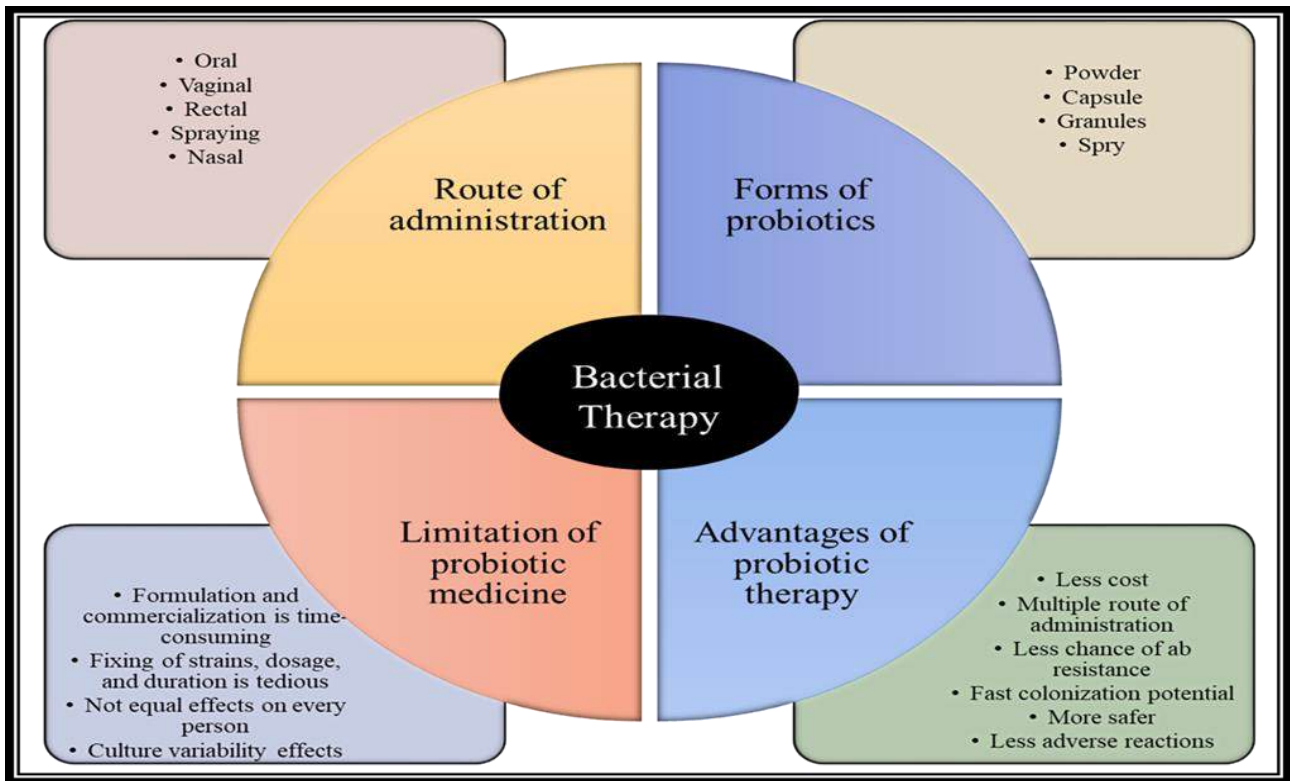 • Oral
• Vaginal
• Rectal
• Spraying
• Nasal
• Powder
• Capsule
• Granules
• Spry
Route of
administration
Forms of
probiotics
Bacterial
Therapy
Limitation of
probiotic
medicine
Advantages of
probiotic
therapy
• Formulation and
commercialization is time-
consuming
• Fixing of strains, dosage,
and duration is tedious
• Not equal effects on every
person
• Culture variability effects
• Less cost
• Multiple route of
administration
• Less chance of ab
resistance
• Fast colonization potential
• More safer
• Less adverse reactions